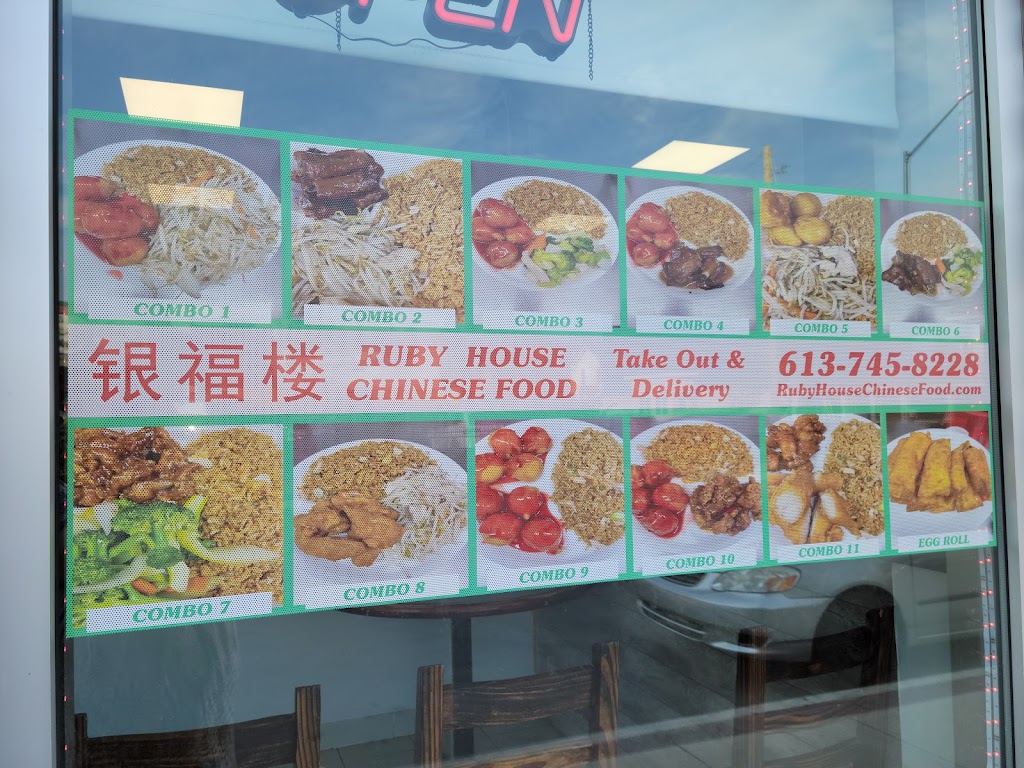 OPEN
COMBO 1
COMBO 2
COMBO 3
COMBO 4
COMBO 5
COMBO 6
银福楼
RUBY HOUSE
CHINESE FOOD
Take Out &
Delivery
613-745-8228
RubyHouseChineseFood.com
COMBO 7
COMBO 8
COMBO 9
COMBO 10
COMBO 11
EGG ROLL